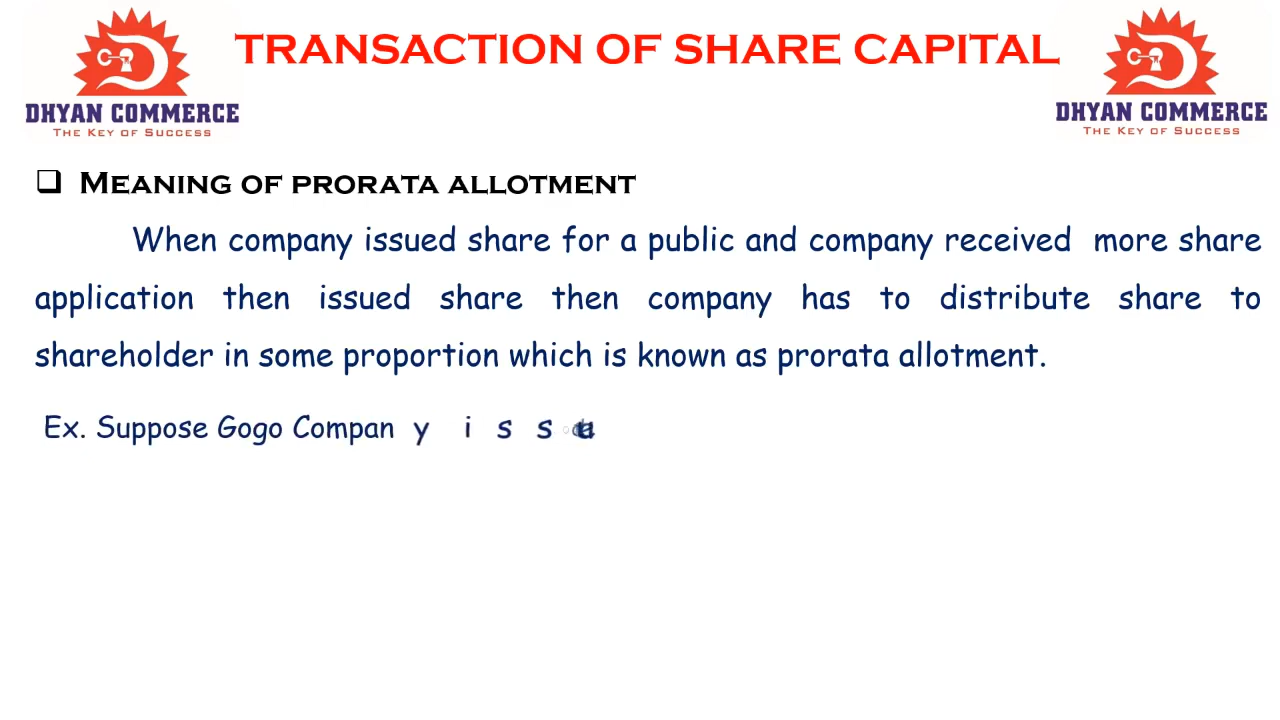 TRANSACTION OF SHARE CAPITAL
DHYAN COMMERCE
THE KEY OF SUCCESS
DHYAN COMMERCE
THE KEY OF SUCCESS
❑ MEANING OF PRORATA ALLOTMENT
When company issued share for a public and company received more share
application then issued share then company has to distribute share to
shareholder in some proportion which is known as prorata allotment.
Ex. Suppose Gogo Company